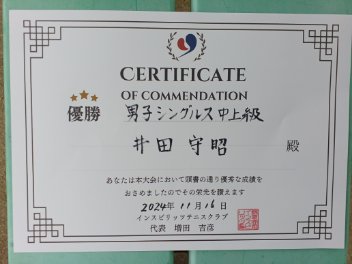 CERTIFICATE
OF COMMENDATION
優勝 男子シングルス中上級
井田 守昭 殿
あなたは本大会において頭書の通り優秀な成績を
おさめましたのでその栄光を讃えます
2024年 11月 16日
インスピリッツテニスクラブ
代表 増田 吉彦